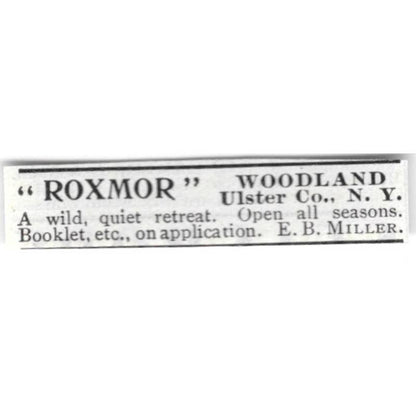 “ ROXMOR ” WOODLAND
Ulster Co., N. Y.
A wild, quiet retreat. Open all seasons.
Booklet, etc., on application. E. B. MILLER.